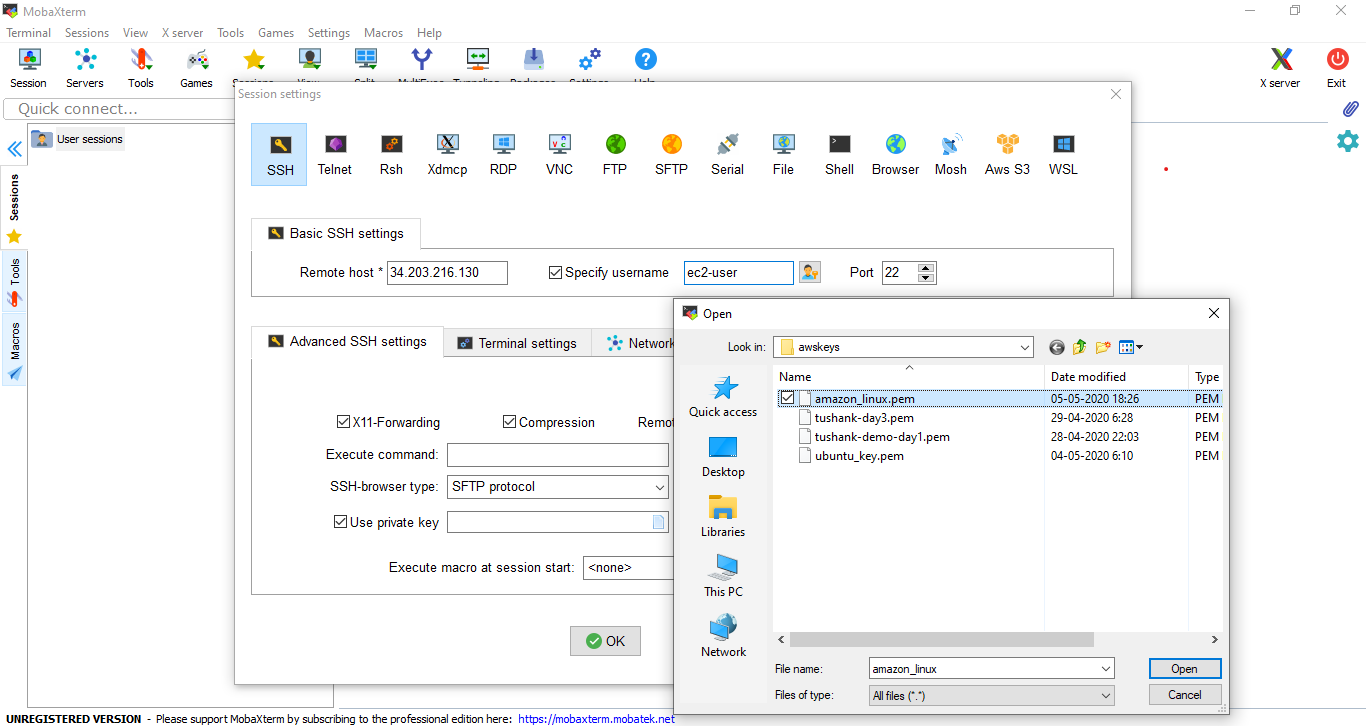 MobaXterm
Terminal Sessions View X server Tools Games Settings Macros Help
Session Servers Tools Games Sessions View Split MultiExec Tunneling Packages Settings Help X server Exit
Quick connect...
User sessions
Sessions
Tools
Macros
Session settings
SSH Telnet Rsh Xdmcp RDP VNC FTP SFTP Serial File Shell Browser Mosh Aws S3 WSL
Basic SSH settings
Remote host * 34.203.216.130 Specify username ec2-user Port 22
Advanced SSH settings Terminal settings Network
X11-Forwarding Compression Remot
Execute command:
SSH-browser type: SFTP protocol
Use private key
Execute macro at session start: <none>
OK
Open
Look in: awskeys
Quick access
Desktop
Libraries
This PC
Network
Name Date modified Type
amazon_linux.pem 05-05-2020 18:26 PEM
tushank-day3.pem 29-04-2020 6:28 PEM
tushank-demo-day1.pem 28-04-2020 22:03 PEM
ubuntu_key.pem 04-05-2020 6:10 PEM
File name: amazon_linux Open
Files of type: All files (*.*) Cancel
UNREGISTERED VERSION - Please support MobaXterm by subscribing to the professional edition here: https://mobaxterm.mobatek.net